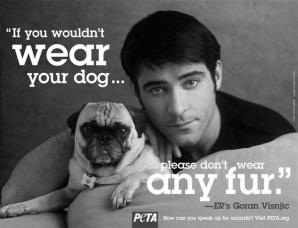 “If you wouldn’t
wear
your dog...
...please don’t wear
any fur.”
—ER’s Goran Visnjic
PETA
How can you speak up for animals? Visit PETA.org.